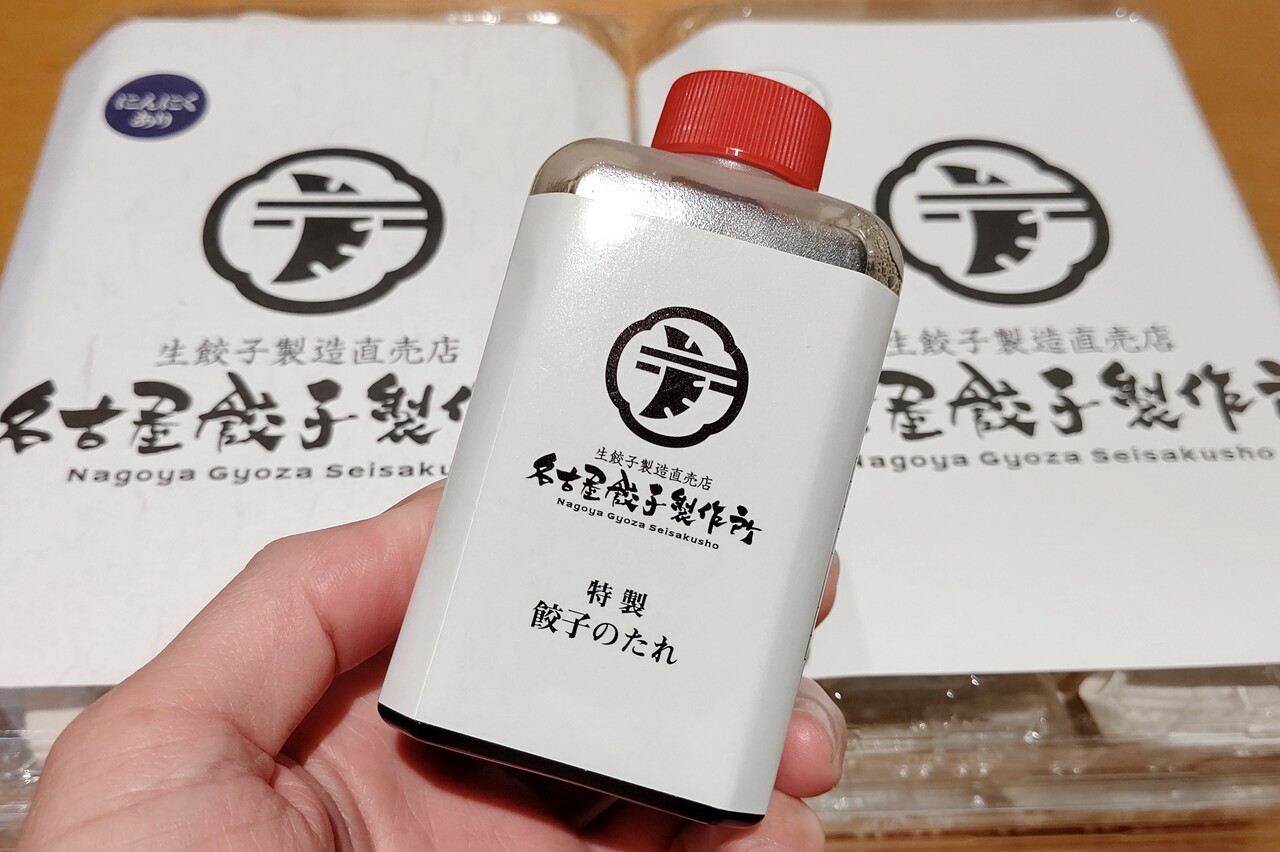 にんにく
あり
生餃子製造直売店
名古屋餃子製作
Nagoya Gyoza Seisaku
生餃子製造直売店
屋餃子製作所
Nagoya Gyoza Seisakusho
生餃子製造直売店
名古屋餃子製作所
Nagoya Gyoza Seisakusho
特製
餃子のたれ